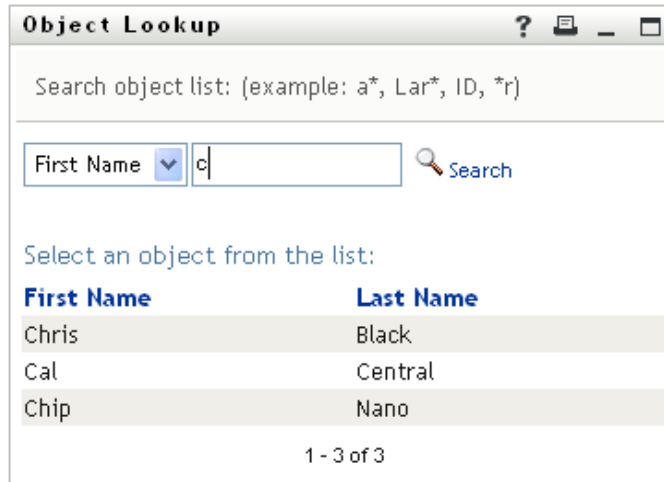 Object Lookup ?
Search object list: (example: a*, Lar*, ID, *r)
First Name c Search
Select an object from the list:
First Name Last Name
Chris Black
Cal Central
Chip Nano
1 - 3 of 3